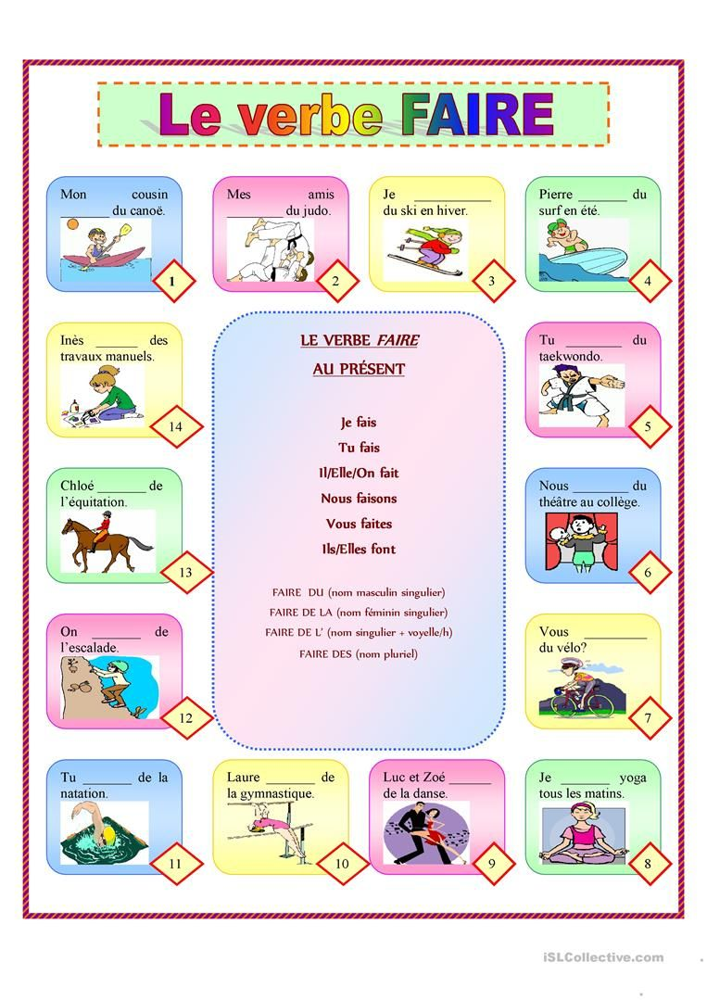 Le verbe FAIRE
Mon cousin
_______ du canoë.
1
Mes amis
________ du judo.
2
Je _______________
du ski en hiver.
3
Pierre _______ du
surf en été.
4
Tu ________ du
taekwondo.
5
Nous ________ du
théâtre au collège.
6
Vous ___________
du vélo?
7
Je _______ yoga
tous les matins.
8
Luc et Zoé ______
de la danse.
9
Laure _______ de
la gymnastique.
10
Tu _______ de la
natation.
11
On _______ de
l’escalade.
12
Chloé _______ de
l’équitation.
13
Inès ______ des
travaux manuels.
14
LE VERBE FAIRE
AU PRÉSENT
Je fais
Tu fais
Il/Elle/On fait
Nous faisons
Vous faites
Ils/Elles font
FAIRE DU (nom masculin singulier)
FAIRE DE LA (nom féminin singulier)
FAIRE DE L’ (nom singulier + voyelle/h)
FAIRE DES (nom pluriel)
iSLCollective.com